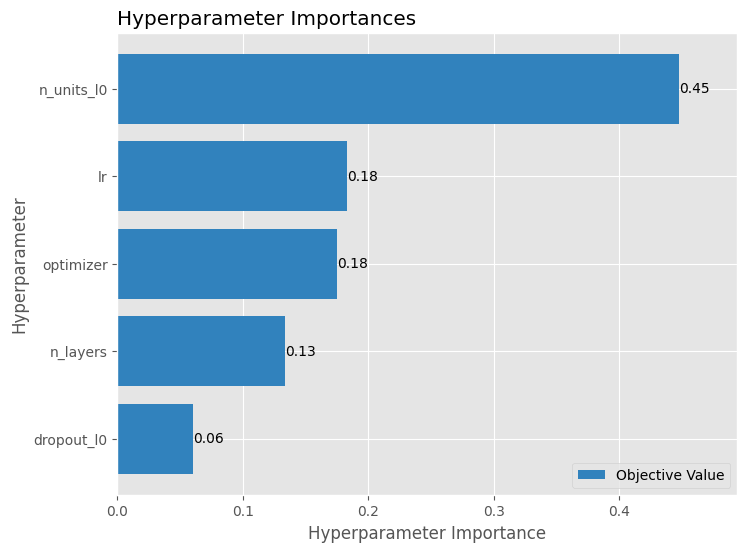 Hyperparameter Importances
Hyperparameter
n_units_l0
0.45
lr
0.18
optimizer
0.18
n_layers
0.13
dropout_l0
0.06
Objective Value
0.0 0.1 0.2 0.3 0.4
Hyperparameter Importance